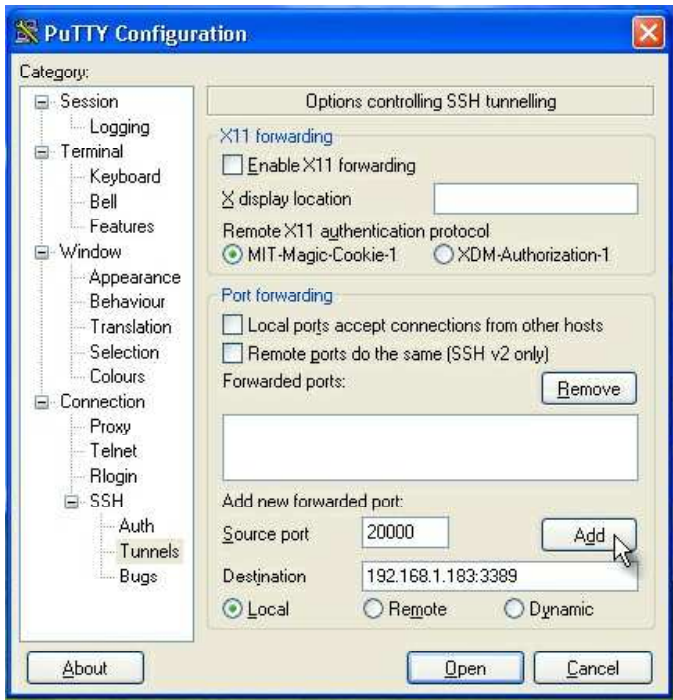 PuTTY Configuration
Category:
Session
Logging
Terminal
Keyboard
Bell
Features
Window
Appearance
Behaviour
Translation
Selection
Colours
Connection
Proxy
Telnet
Rlogin
SSH
Auth
Tunnels
Bugs
Options controlling SSH tunnelling
X11 forwarding
Enable X11 forwarding
X display location
Remote X11 authentication protocol
MIT-Magic-Cookie-1 XDM-Authorization-1
Port forwarding
Local ports accept connections from other hosts
Remote ports do the same (SSH v2 only)
Forwarded ports: Remove
Add new forwarded port:
Source port 20000 Add
Destination 192.168.1.183:3389
Local Remote Dynamic
About Open Cancel